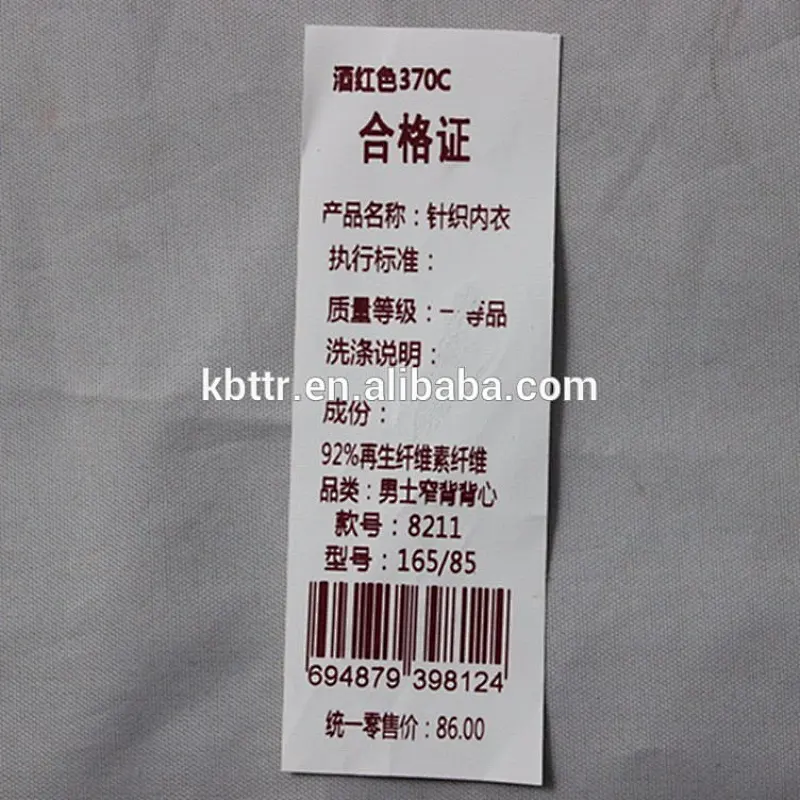 酒红色370C
合格证
产品名称：针织内衣
执行标准：
质量等级：一等品
洗涤说明：
kbttr.en.alibaba.com
成份：
92%再生纤维素纤维
品类：男士窄背背心
款号：8211
型号：165/85
694879 398124
统一零售价：86.00